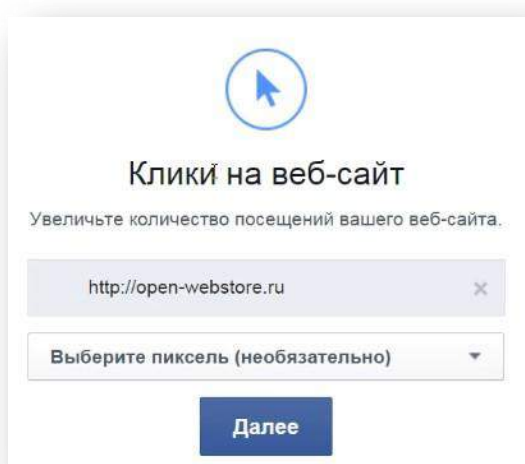 Клики на веб-сайт
Увеличьте количество посещений вашего веб-сайта.
http://open-webstore.ru
Выберите пиксель (необязательно)
Далее